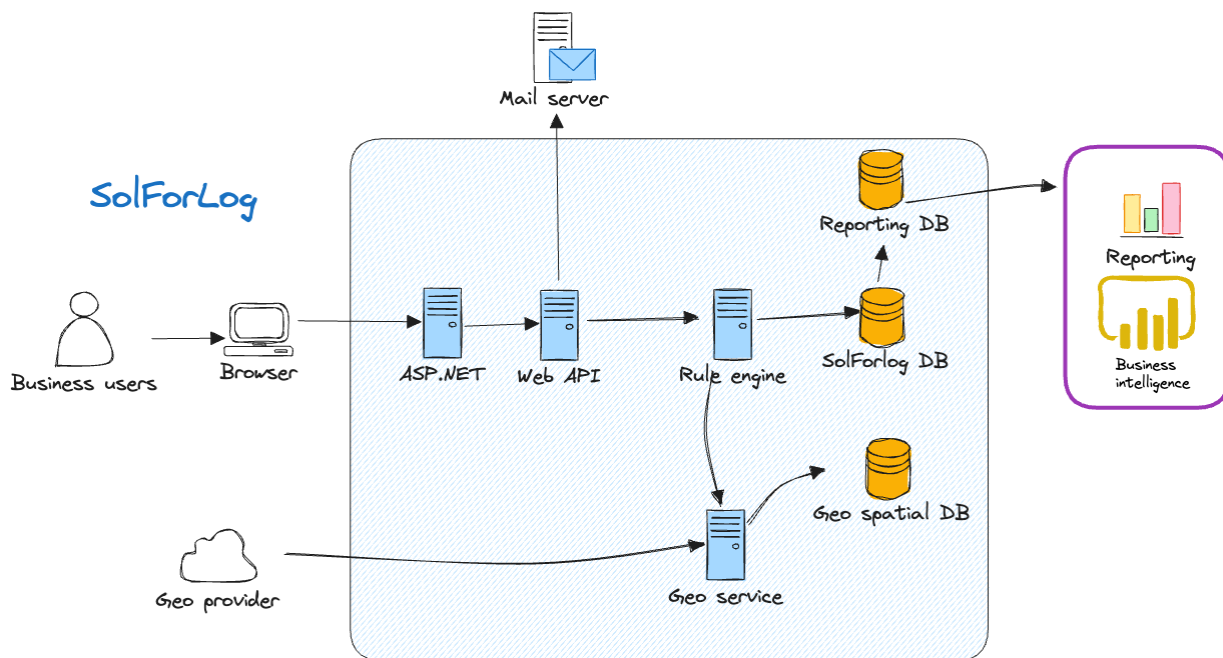 Mail server
SolForLog
Reporting DB
Reporting
Business users
Browser
ASP.NET
Web API
Rule engine
SolForlog DB
Business
intelligence
Geo spatial DB
Geo provider
Geo service